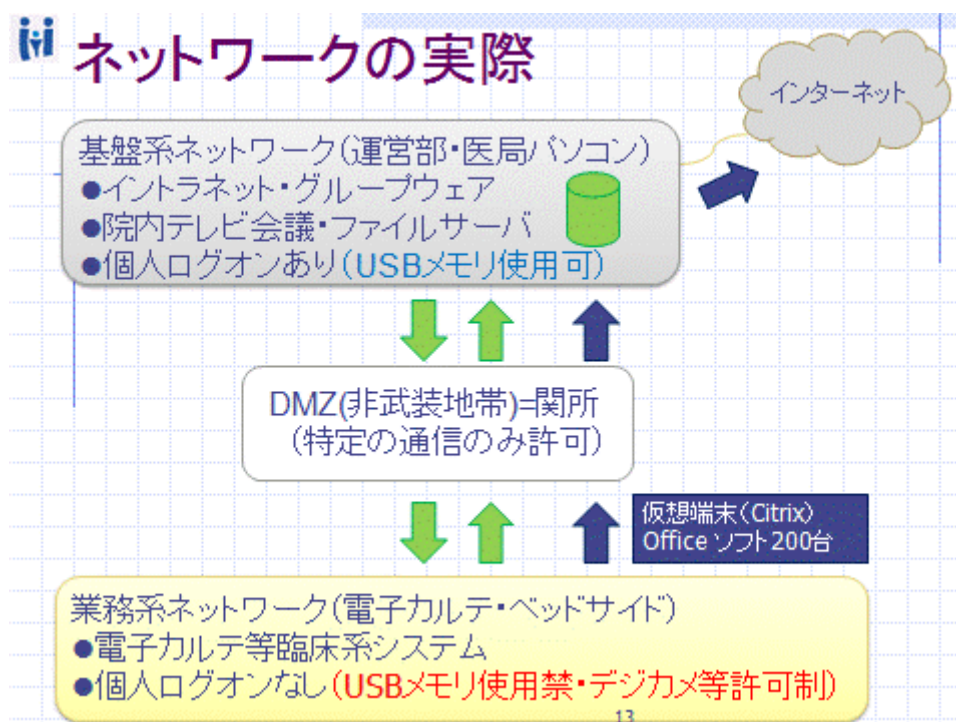 ネットワークの実際
インターネット
基盤系ネットワーク(運営部・医局パソコン)
●イントラネット・グループウェア
●院内テレビ会議・ファイルサーバ
●個人ログオンあり(USBメモリ使用可)
DMZ(非武装地帯)=関所
(特定の通信のみ許可)
仮想端末(Citrix)
Office ソフト200台
業務系ネットワーク(電子カルテ・ベッドサイド)
●電子カルテ等臨床系システム
●個人ログオンなし(USBメモリ使用禁・デジカメ等許可制)
13